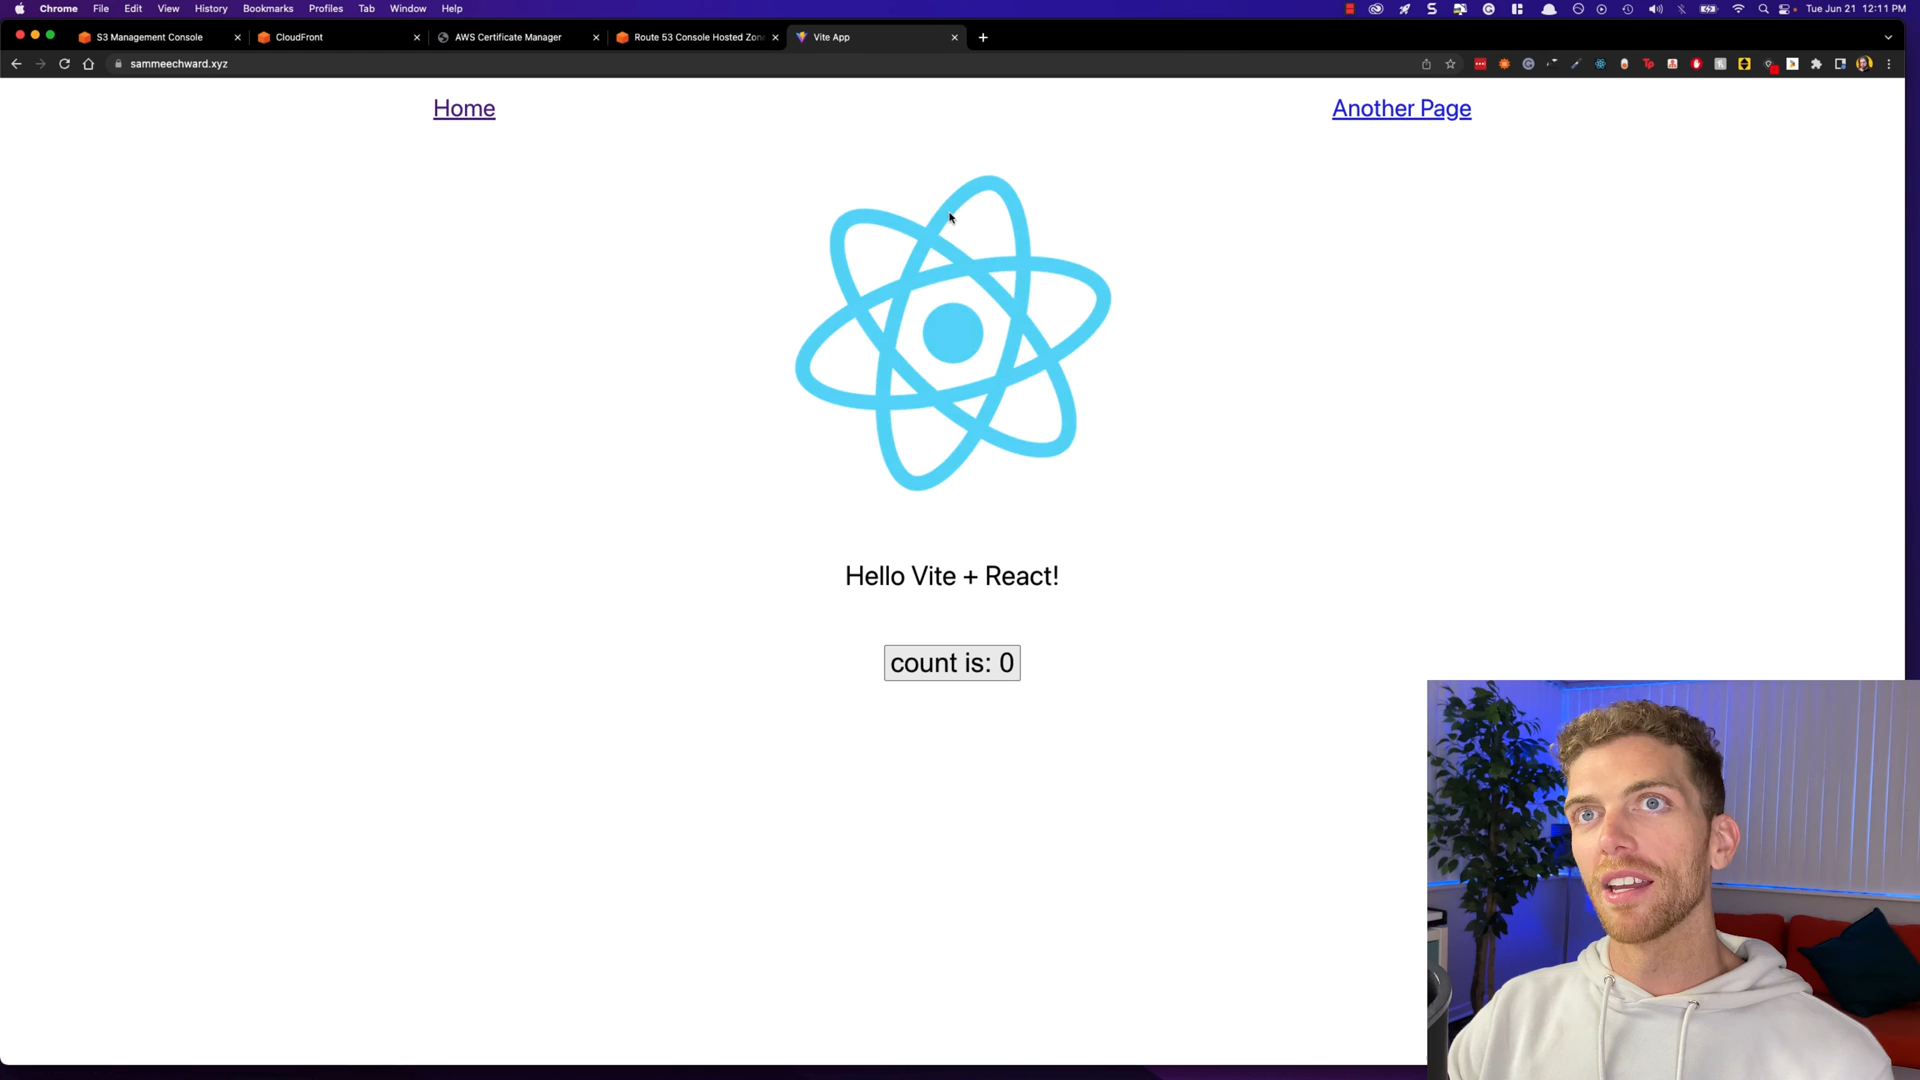 Chrome File Edit View History Bookmarks Profiles Tab Window Help Tue Jun 21 12:11 PM
S3 Management Console CloudFront AWS Certificate Manager Route 53 Console Hosted Zon Vite App
sammeechward.xyz
Home Another Page
Hello Vite + React!
count is: 0